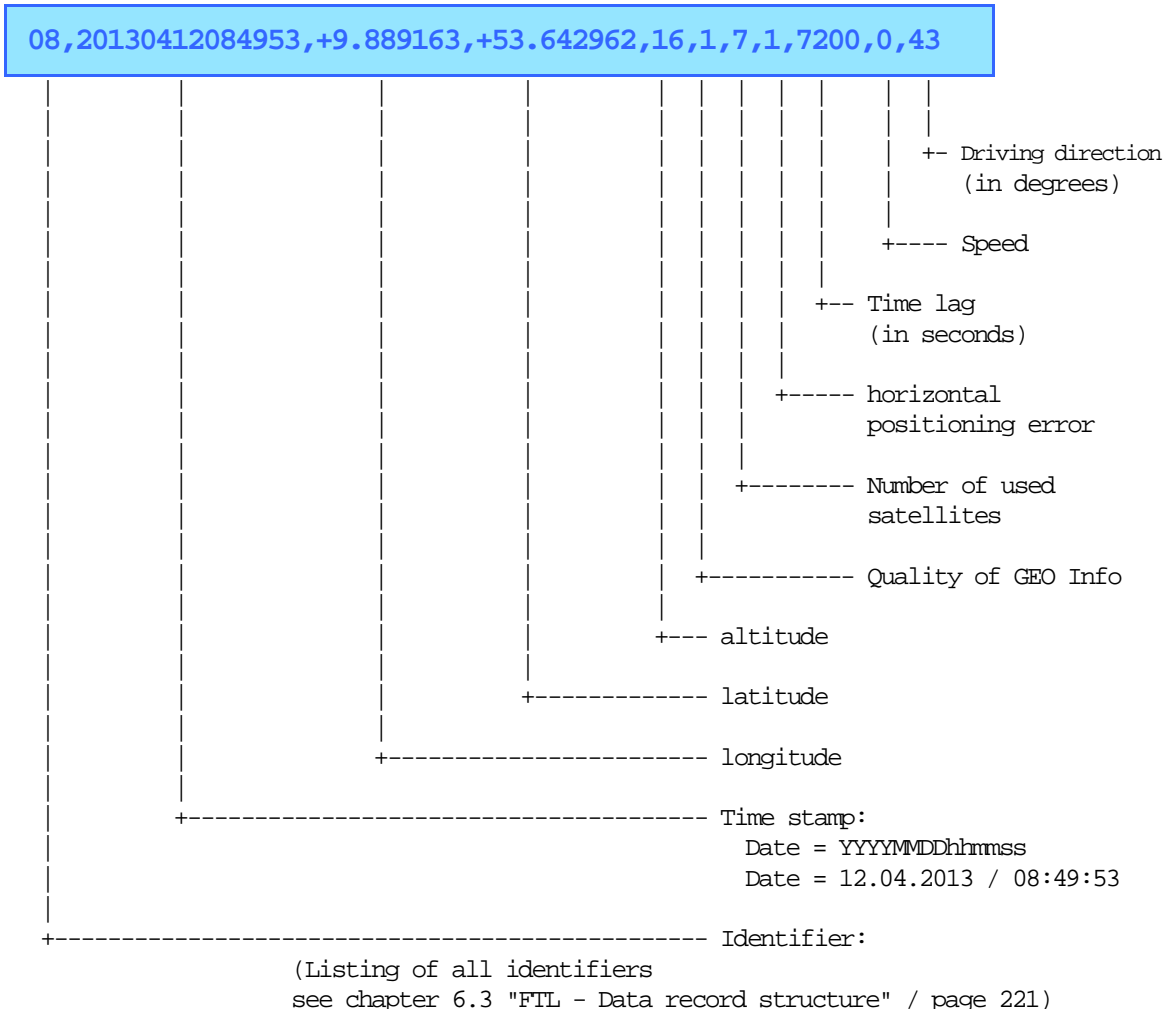 08,20130412084953,+9.889163,+53.642962,16,1,7,1,7200,0,43
Driving direction
(in degrees)
Speed
Time lag
(in seconds)
horizontal
positioning error
Number of used
satellites
Quality of GEO Info
altitude
latitude
longitude
Time stamp:
Date = YYYYMMDDhhmmss
Date = 12.04.2013 / 08:49:53
Identifier:
(Listing of all identifiers
see chapter 6.3 "FTL - Data record structure" / page 221)